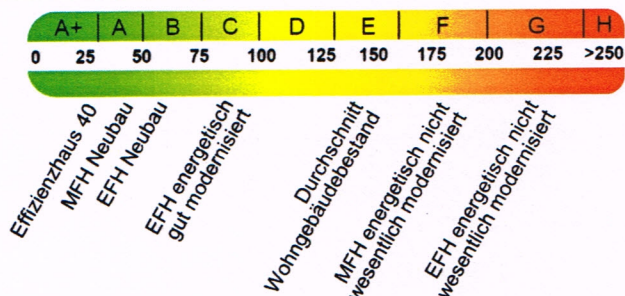 A+ A B C D E F G H
0 25 50 75 100 125 150 175 200 225 >250
Effizienzhaus 40
MFH Neubau
EFH Neubau
EFH energetisch
gut modernisiert
Durchschnitt
Wohngebäudebestand
MFH energetisch nicht
wesentlich modernisiert
EFH energetisch nicht
wesentlich modernisiert